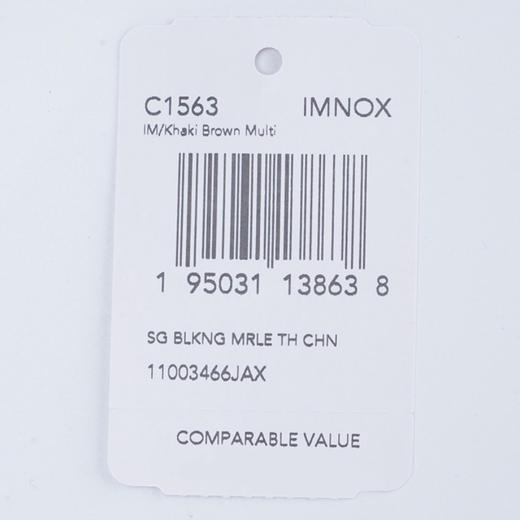 C1563 IMNOX
IM/Khaki Brown Multi
1 95031 13863 8
SG BLKNG MRLE TH CHN
11003466JAX
COMPARABLE VALUE